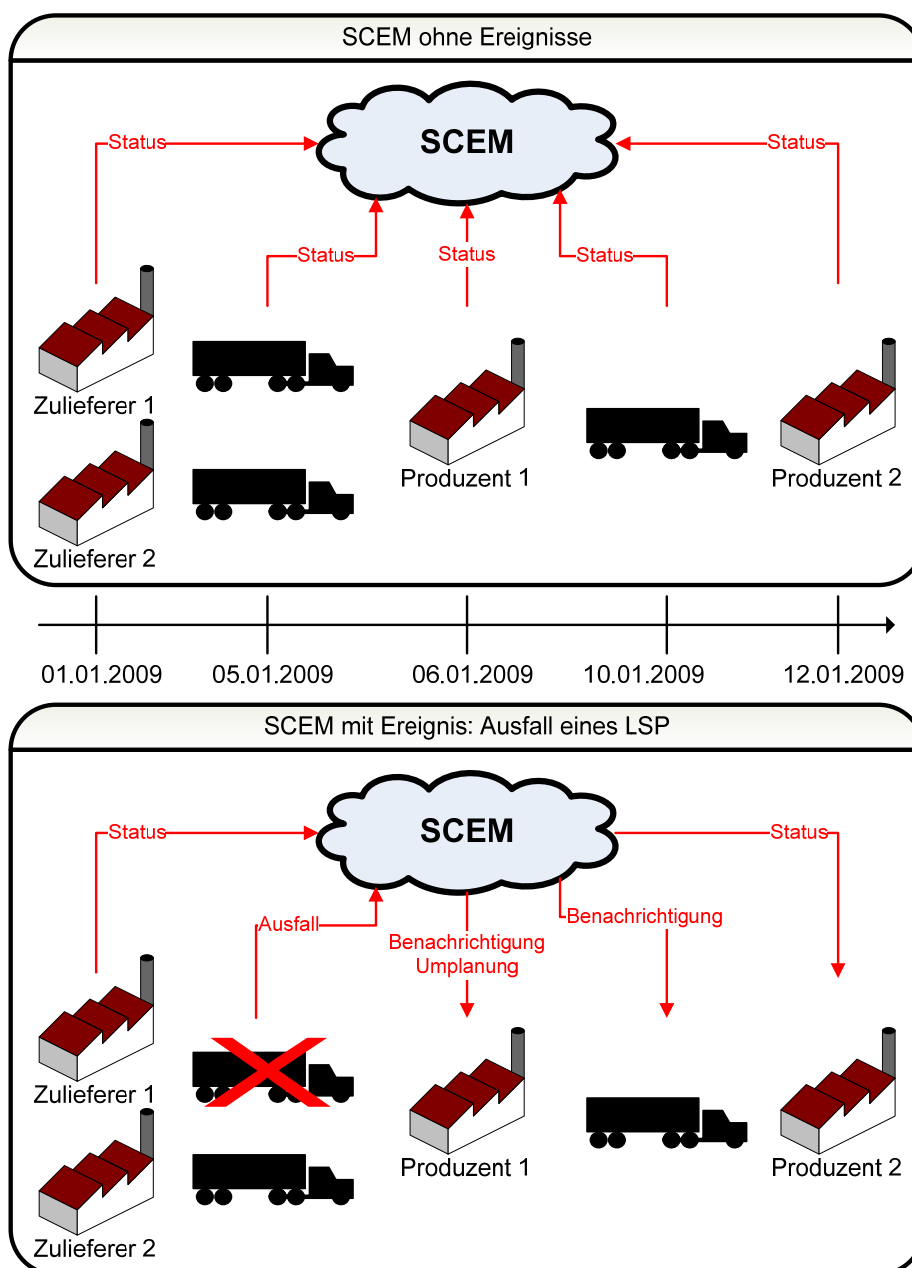 SCEM ohne Ereignisse
SCEM
Status
Status
Status
Status
Status
Zulieferer 1
Zulieferer 2
Produzent 1
Produzent 2
01.01.2009
05.01.2009
06.01.2009
10.01.2009
12.01.2009
SCEM mit Ereignis: Ausfall eines LSP
SCEM
Status
Status
Ausfall
Benachrichtigung
Umplanung
Benachrichtigung
Zulieferer 1
Zulieferer 2
Produzent 1
Produzent 2